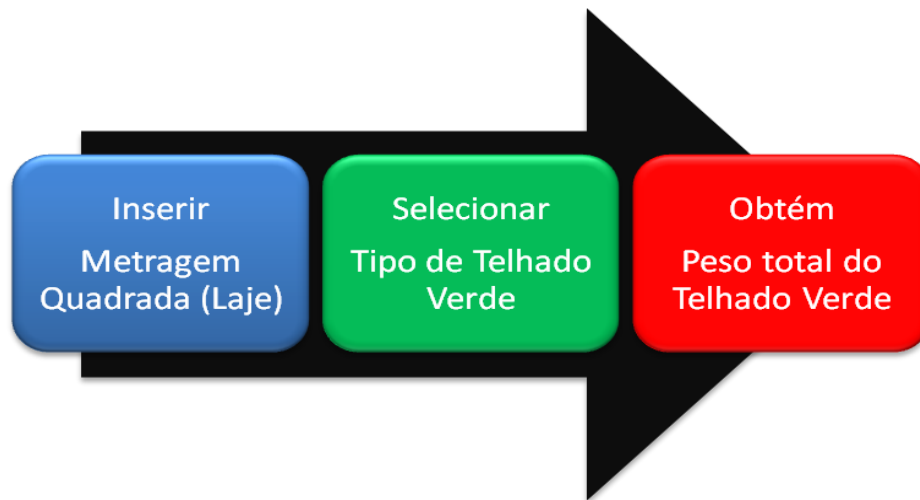 Inserir
Metragem
Quadrada (Laje)
Selecionar
Tipo de Telhado
Verde
Obtém
Peso total do
Telhado Verde